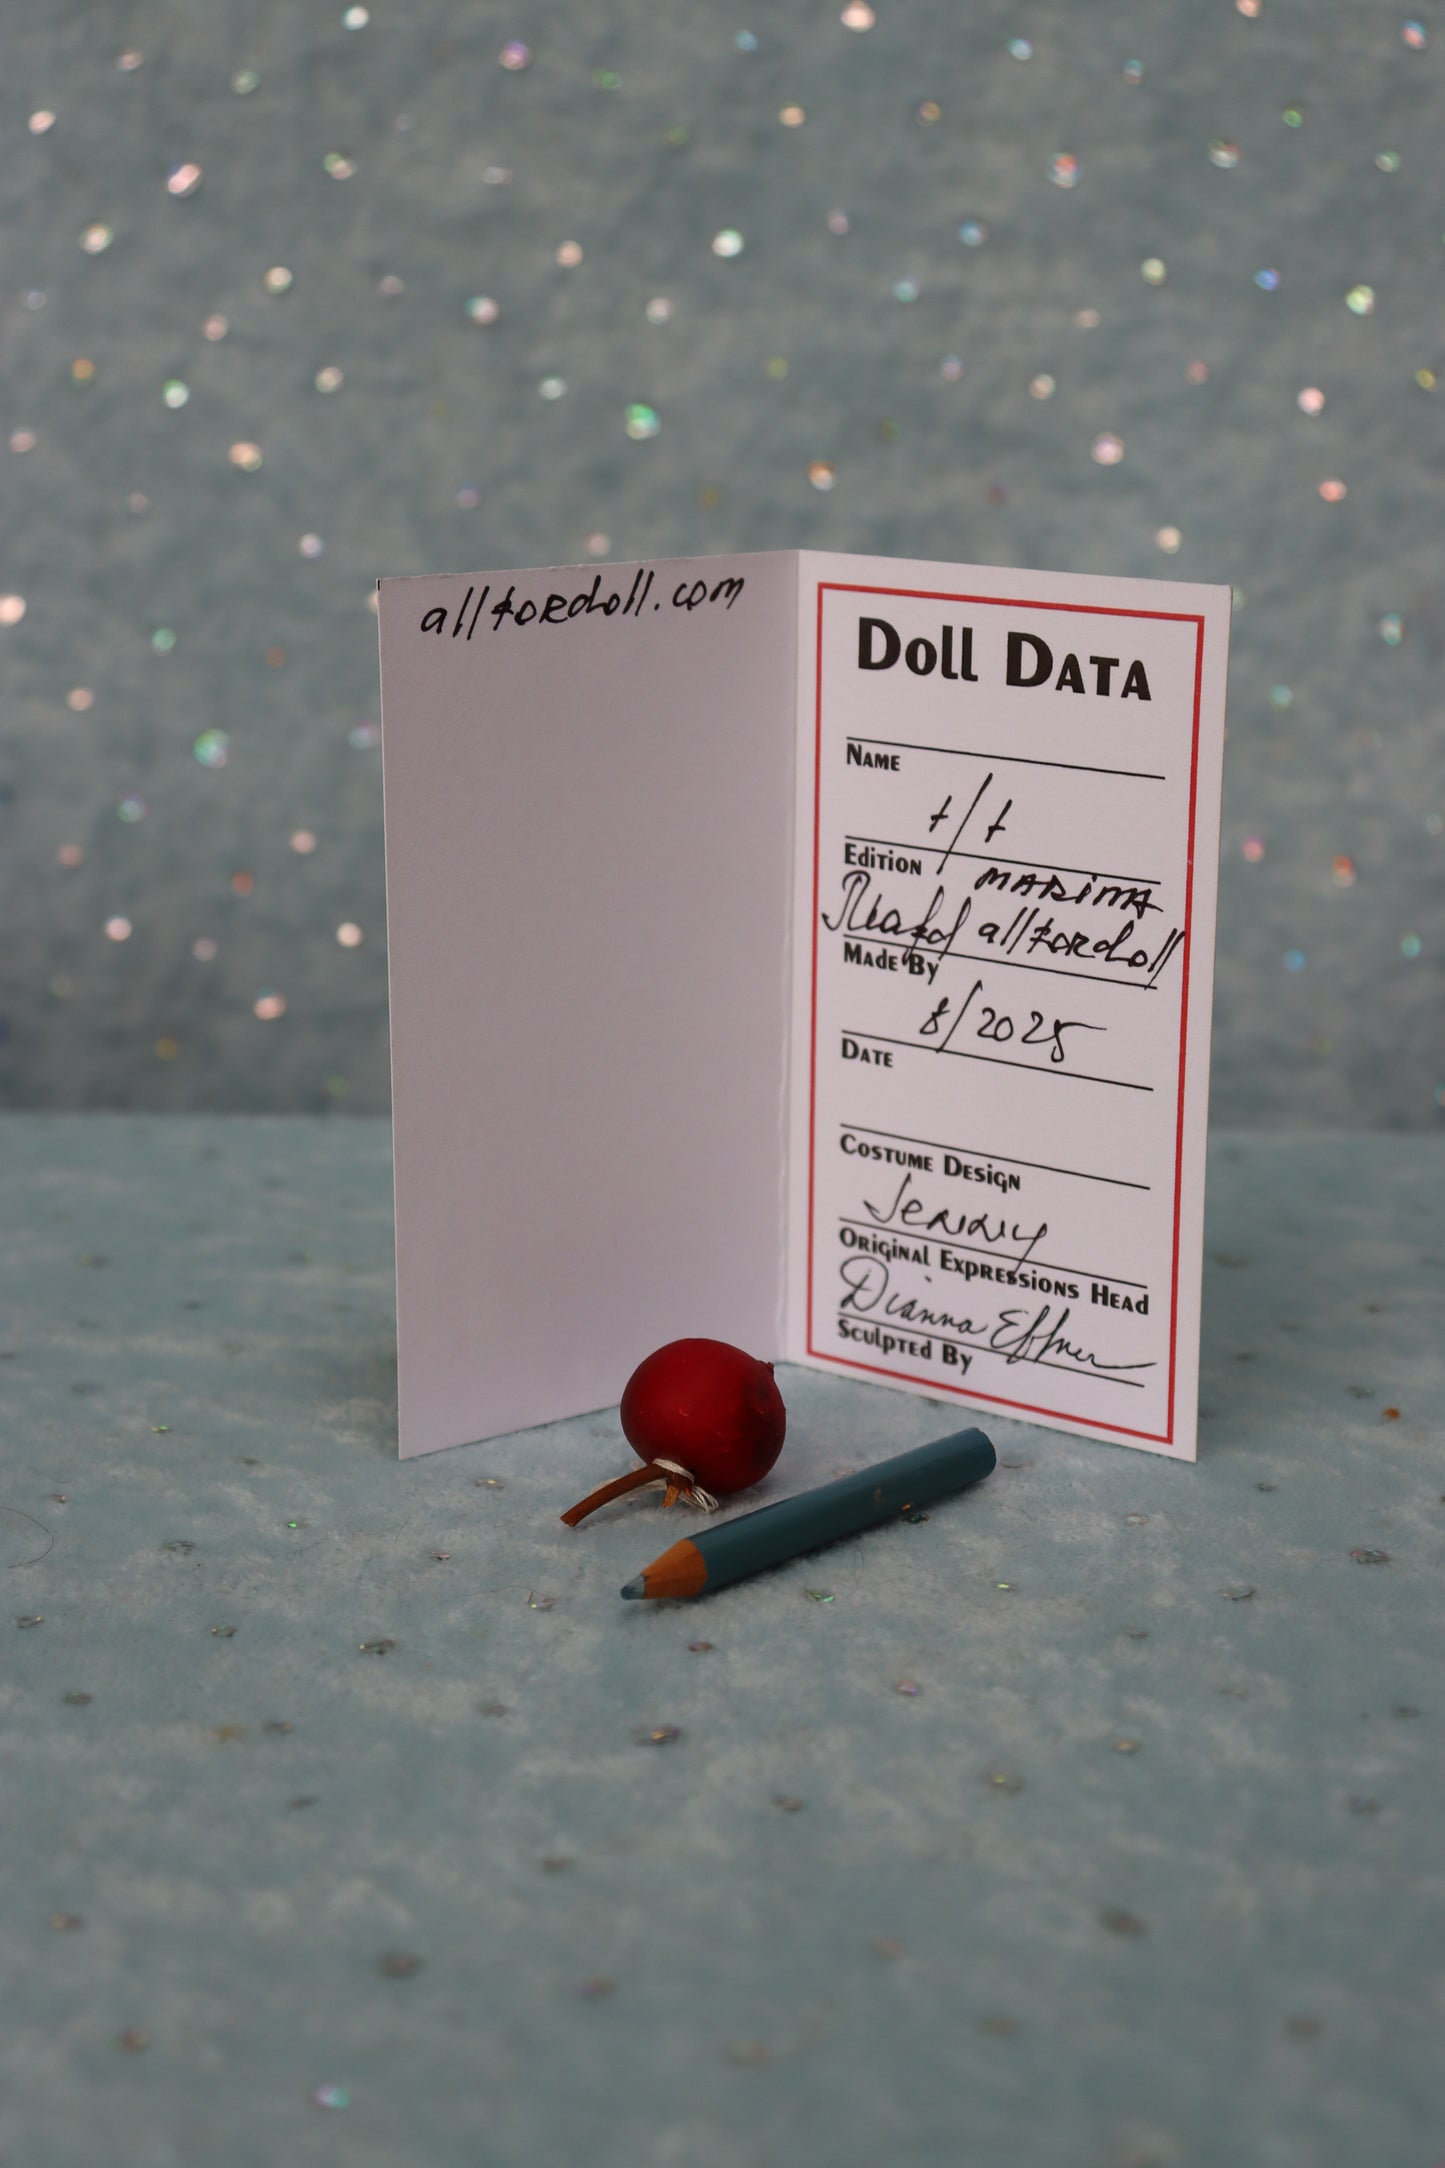 allfordoll.com
Doll Data
Name
1/1
Edition
MARINA
allfordoll
Made By
8/2025
Date
Costume Design
Jenny
Original Expressions Head
Dianna Effner
Sculpted By